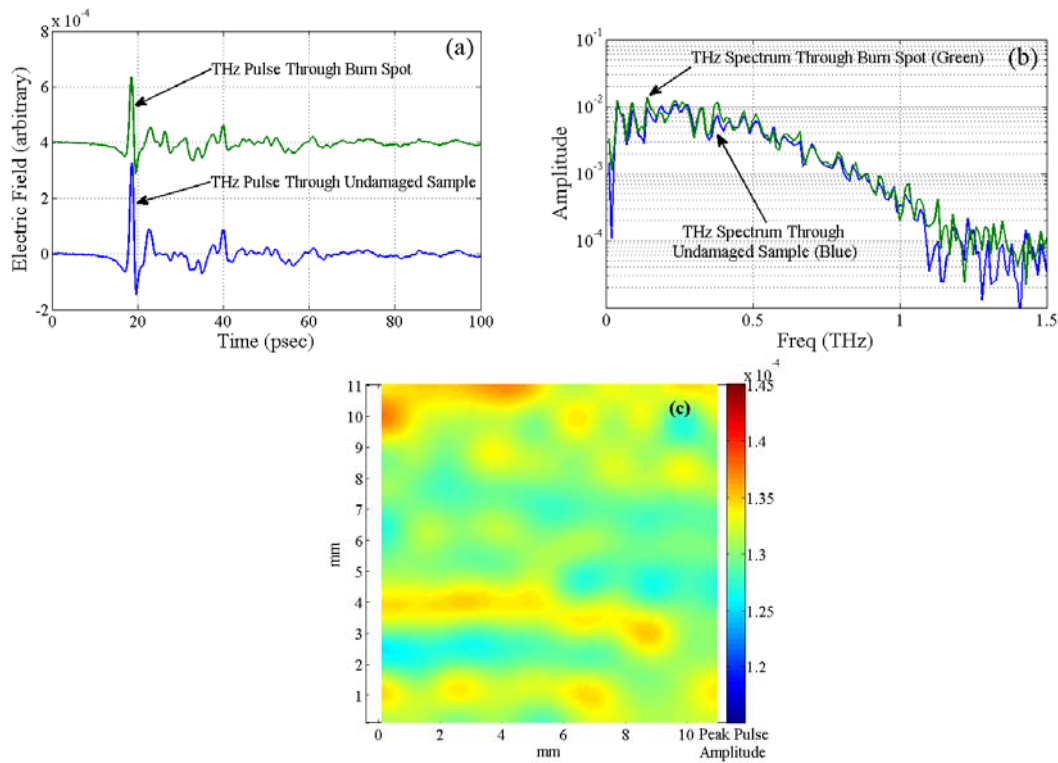 x 10⁻⁴
8
6
4
2
0
-2
Electric Field (arbitrary)
(a)
THz Pulse Through Burn Spot
THz Pulse Through Undamaged Sample
0 20 40 60 80 100
Time (psec)
10⁻¹
10⁻²
10⁻³
10⁻⁴
Amplitude
THz Spectrum Through Burn Spot (Green)
(b)
THz Spectrum Through
Undamaged Sample (Blue)
0 0.5 1 1.5
Freq (THz)
11
10
9
8
7
6
5
4
3
2
1
mm
(c)
0 2 4 6 8 10
mm
x 10⁻⁴
1.45
1.4
1.35
1.3
1.25
1.2
Peak Pulse
Amplitude